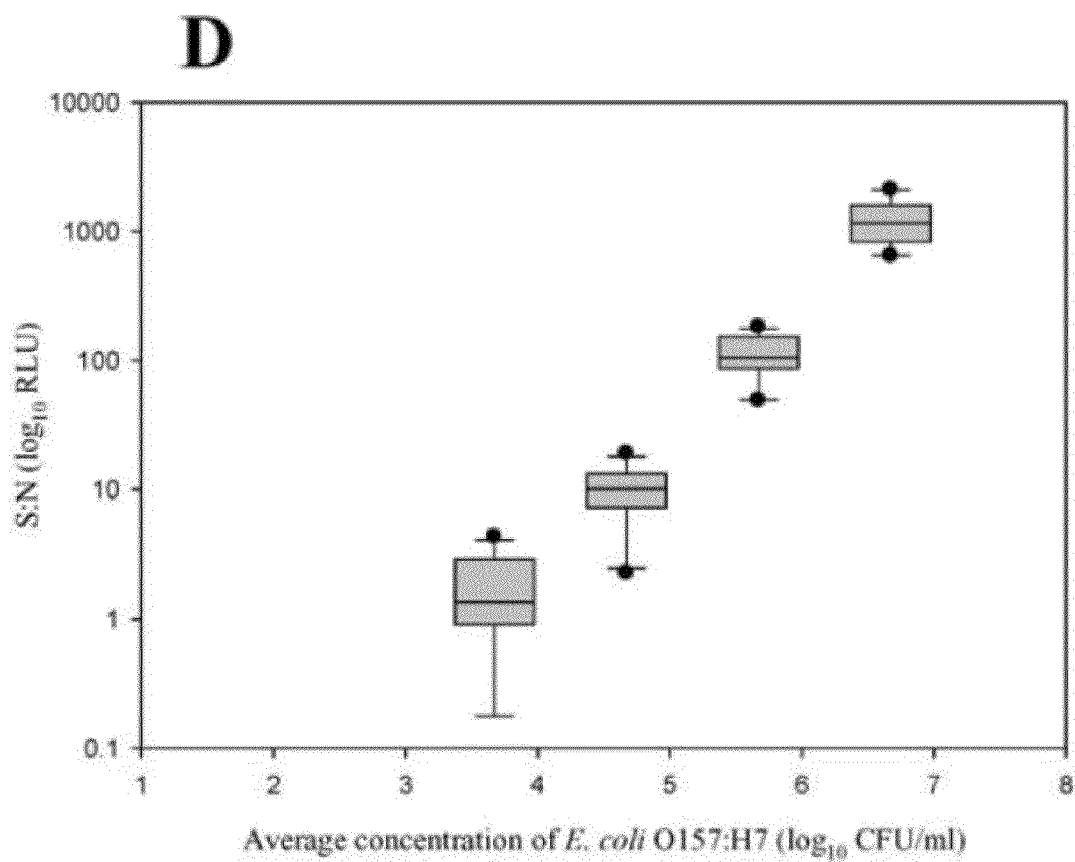 D
10000
1000
100
10
1
0.1
S:N (log10 RLU)
1 2 3 4 5 6 7 8
Average concentration of E. coli O157:H7 (log10 CFU/ml)